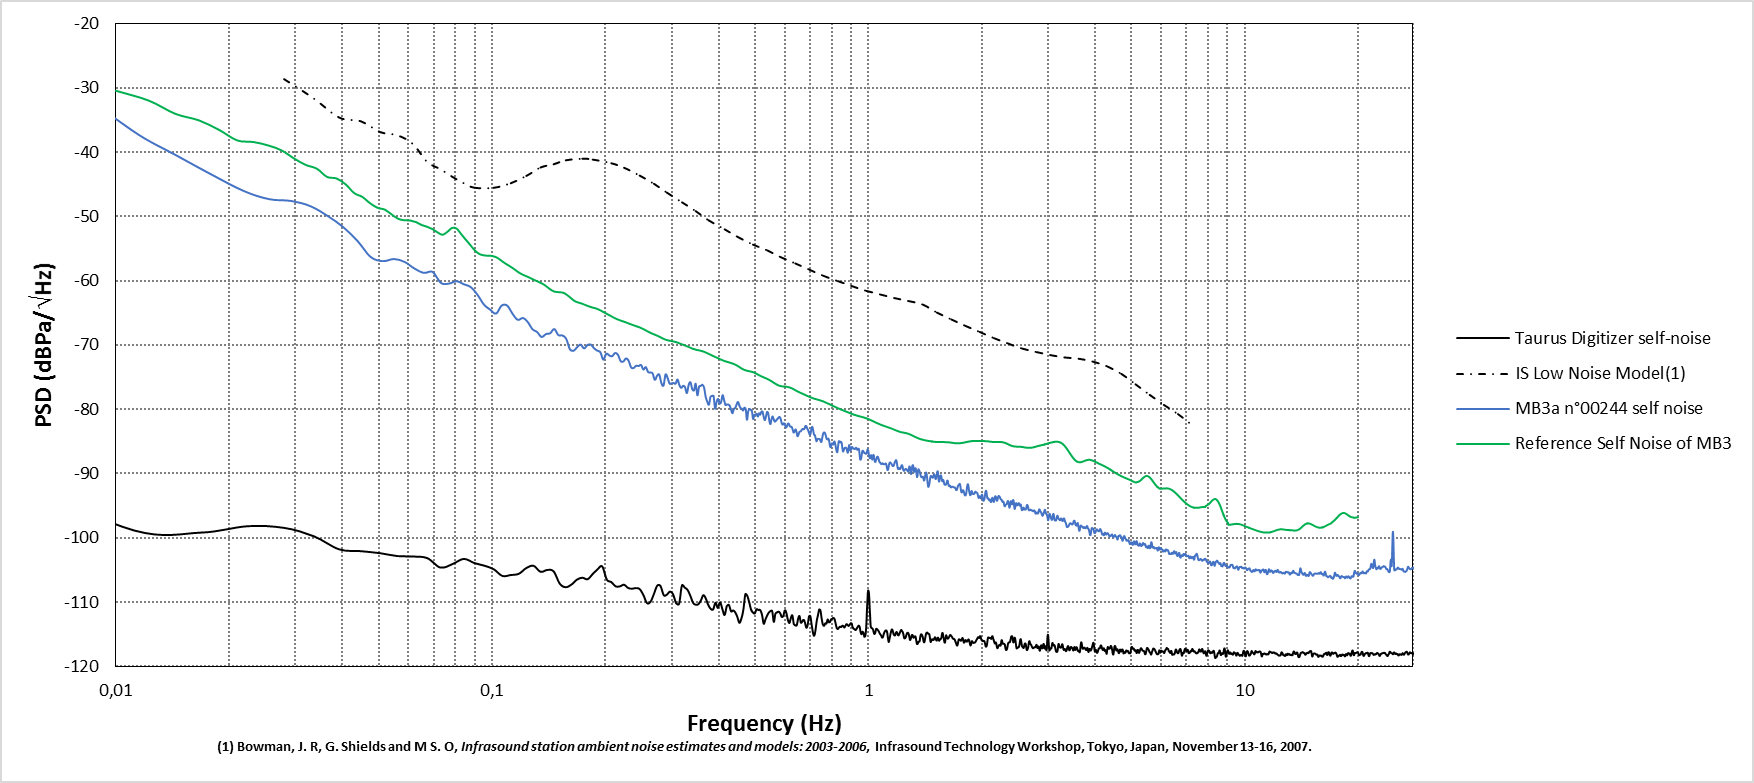 -20
-30
-40
-50
-60
-70
-80
-90
-100
-110
-120
PSD (dBPa/√Hz)
0,01 0,1 1 10
Frequency (Hz)
Taurus Digitizer self-noise
IS Low Noise Model(1)
MB3a n°00244 self noise
Reference Self Noise of MB3
(1) Bowman, J. R, G. Shields and M S. O, Infrasound station ambient noise estimates and models: 2003-2006, Infrasound Technology Workshop, Tokyo, Japan, November 13-16, 2007.